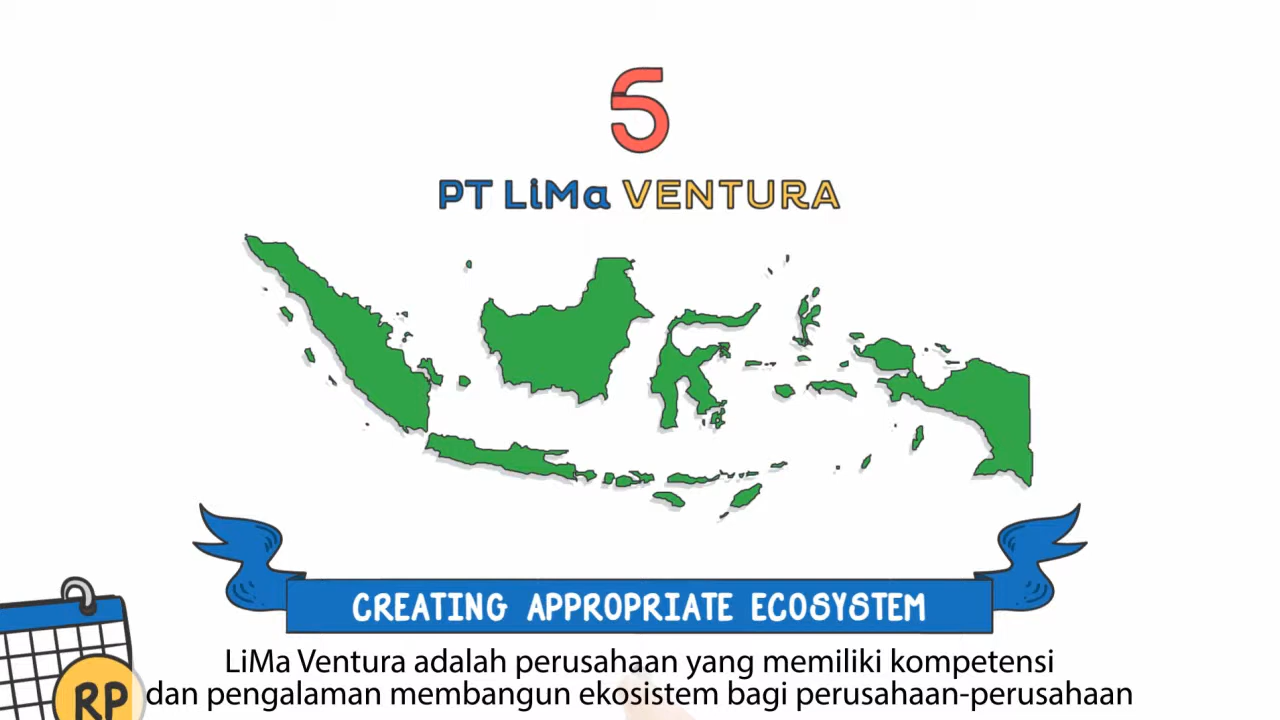 5
PT LiMa VENTURA
CREATING APPROPRIATE ECOSYSTEM
LiMa Ventura adalah perusahaan yang memiliki kompetensi
dan pengalaman membangun ekosistem bagi perusahaan-perusahaan
RP